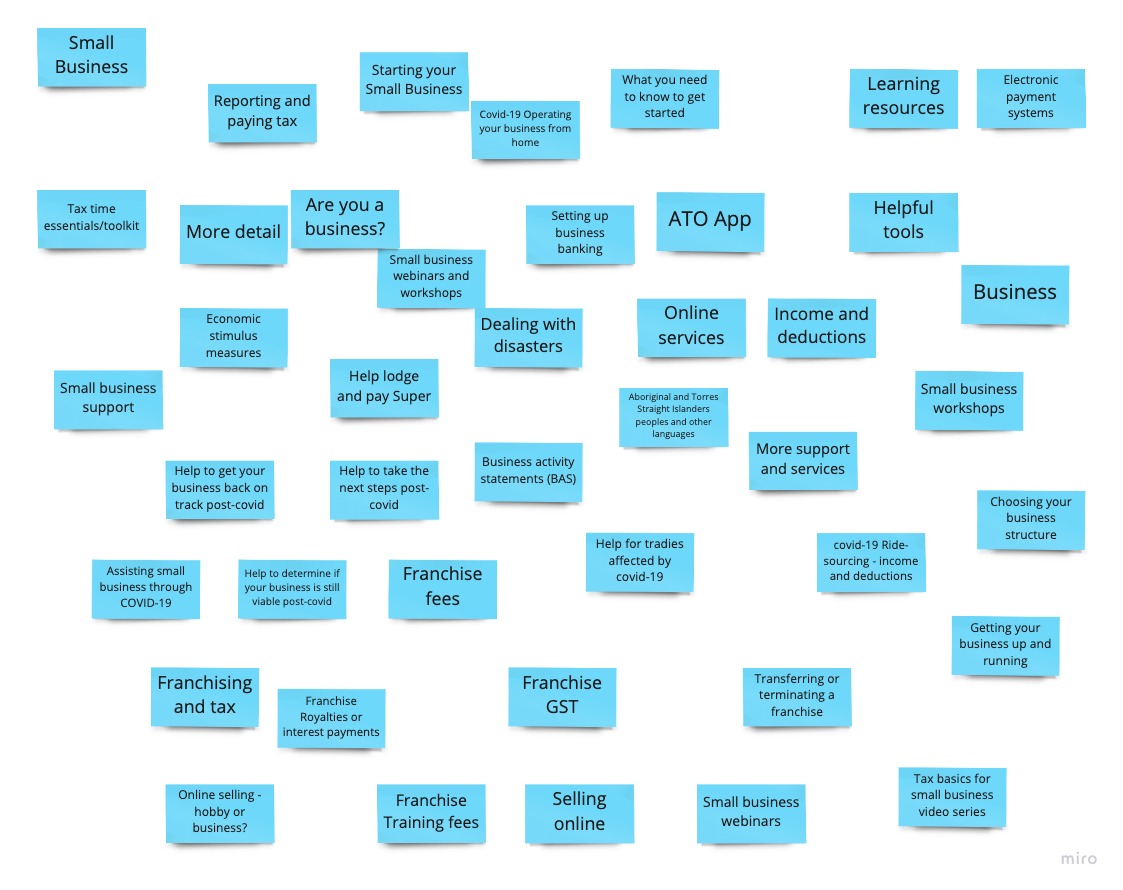 Small
Business
Reporting and
paying tax
Starting your
Small Business
Covid-19 Operating
your business from
home
What you need
to know to get
started
Learning
resources
Electronic
payment
systems
Tax time
essentials/toolkit
More detail
Are you a
business?
Small business
webinars and
workshops
Setting up
business
banking
ATO App
Helpful
tools
Business
Economic
stimulus
measures
Dealing with
disasters
Online
services
Income and
deductions
Small business
support
Help lodge
and pay Super
Aboriginal and Torres
Straight Islanders
peoples and other
languages
Small business
workshops
More support
and services
Help to get your
business back on
track post-covid
Help to take the
next steps post-
covid
Business activity
statements (BAS)
Choosing your
business
structure
Assisting small
business through
COVID-19
Help to determine if
your business is still
viable post-covid
Franchise
fees
Help for tradies
affected by
covid-19
covid-19 Ride-
sourcing - income
and deductions
Getting your
business up and
running
Franchising
and tax
Franchise
Royalties or
interest payments
Franchise
GST
Transferring or
terminating a
franchise
Online selling -
hobby or
business?
Franchise
Training fees
Selling
online
Small business
webinars
Tax basics for
small business
video series
miro